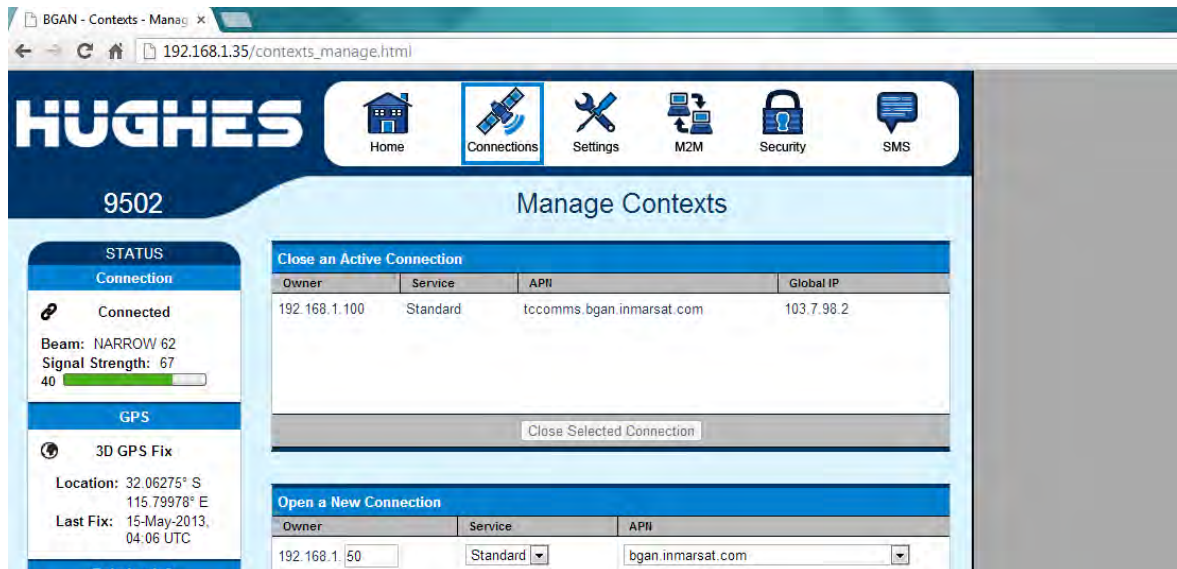 BGAN - Contexts - Manag
192.168.1.35/contexts_manage.html
HUGHES
Home Connections Settings M2M Security SMS
9502
Manage Contexts
STATUS
Connection
Connected
Beam: NARROW 62
Signal Strength: 67
40
GPS
3D GPS Fix
Location: 32.06275° S
115.79978° E
Last Fix: 15-May-2013,
04:06 UTC
Close an Active Connection
Owner Service APN Global IP
192.168.1.100 Standard tccomms.bgan.inmarsat.com 103.7.98.2
Close Selected Connection
Open a New Connection
Owner Service APN
192.168.1. 50 Standard bgan.inmarsat.com